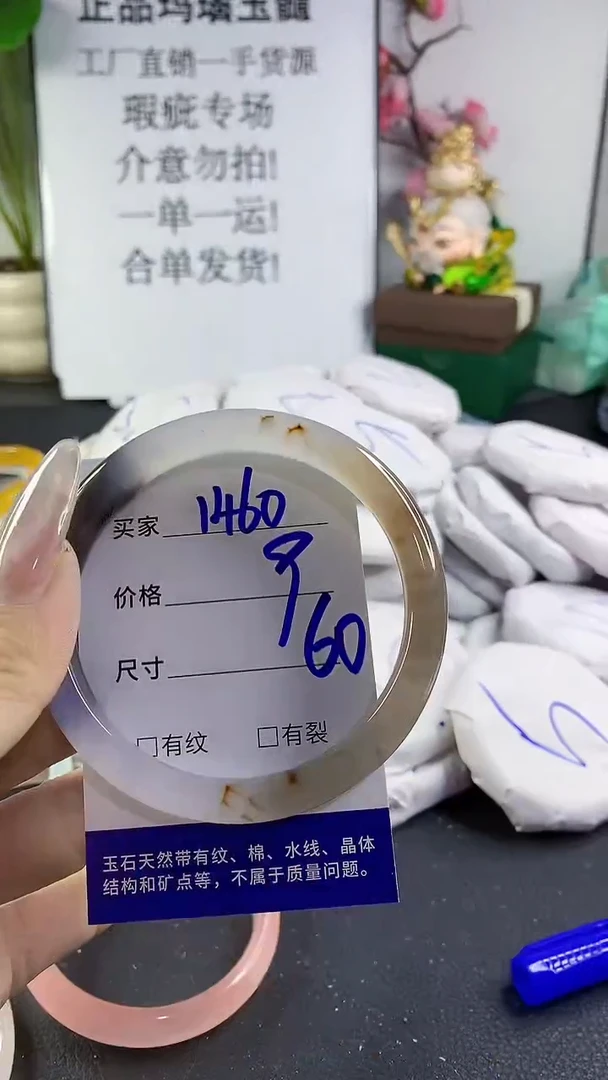 正品玛瑙玉髓
工厂直销一手货源
瑕疵专场
介意勿拍!
一单一运!
合单发货!
买家 1460
价格
尺寸 60
□有纹 □有裂
玉石天然带有纹、棉、水线、晶体
结构和矿点等，不属于质量问题。